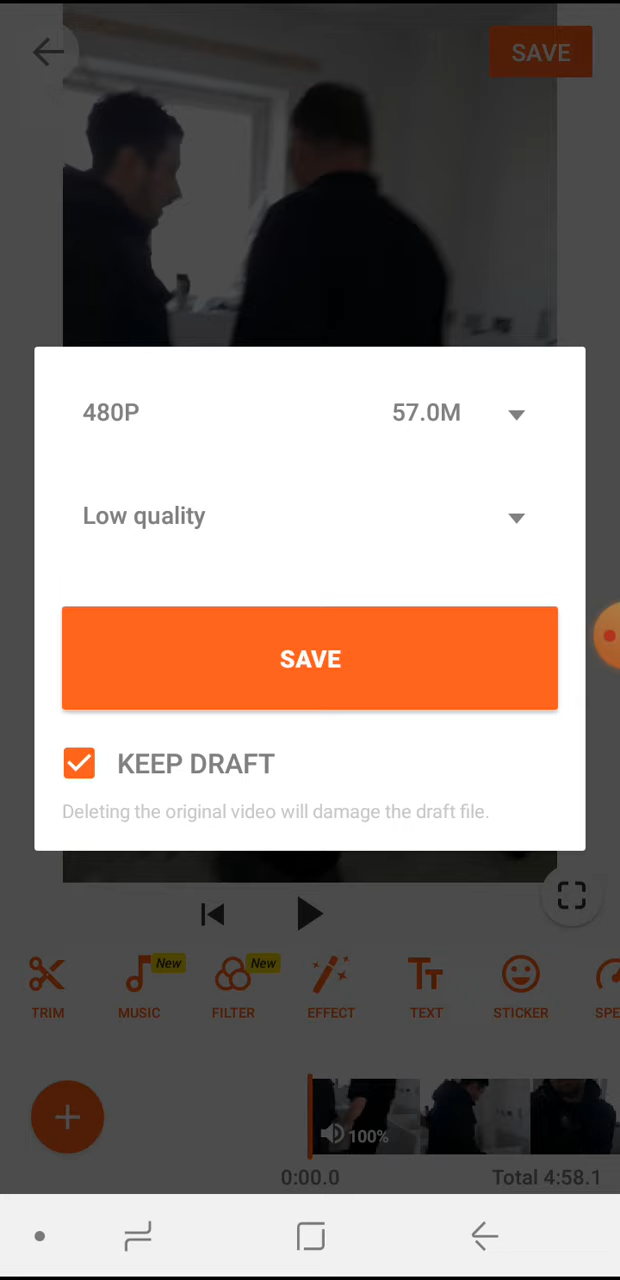 SAVE
480P 57.0M
Low quality
SAVE
KEEP DRAFT
Deleting the original video will damage the draft file.
New New
TRIM MUSIC FILTER EFFECT TEXT STICKER SPE
100%
0:00.0 Total 4:58.1